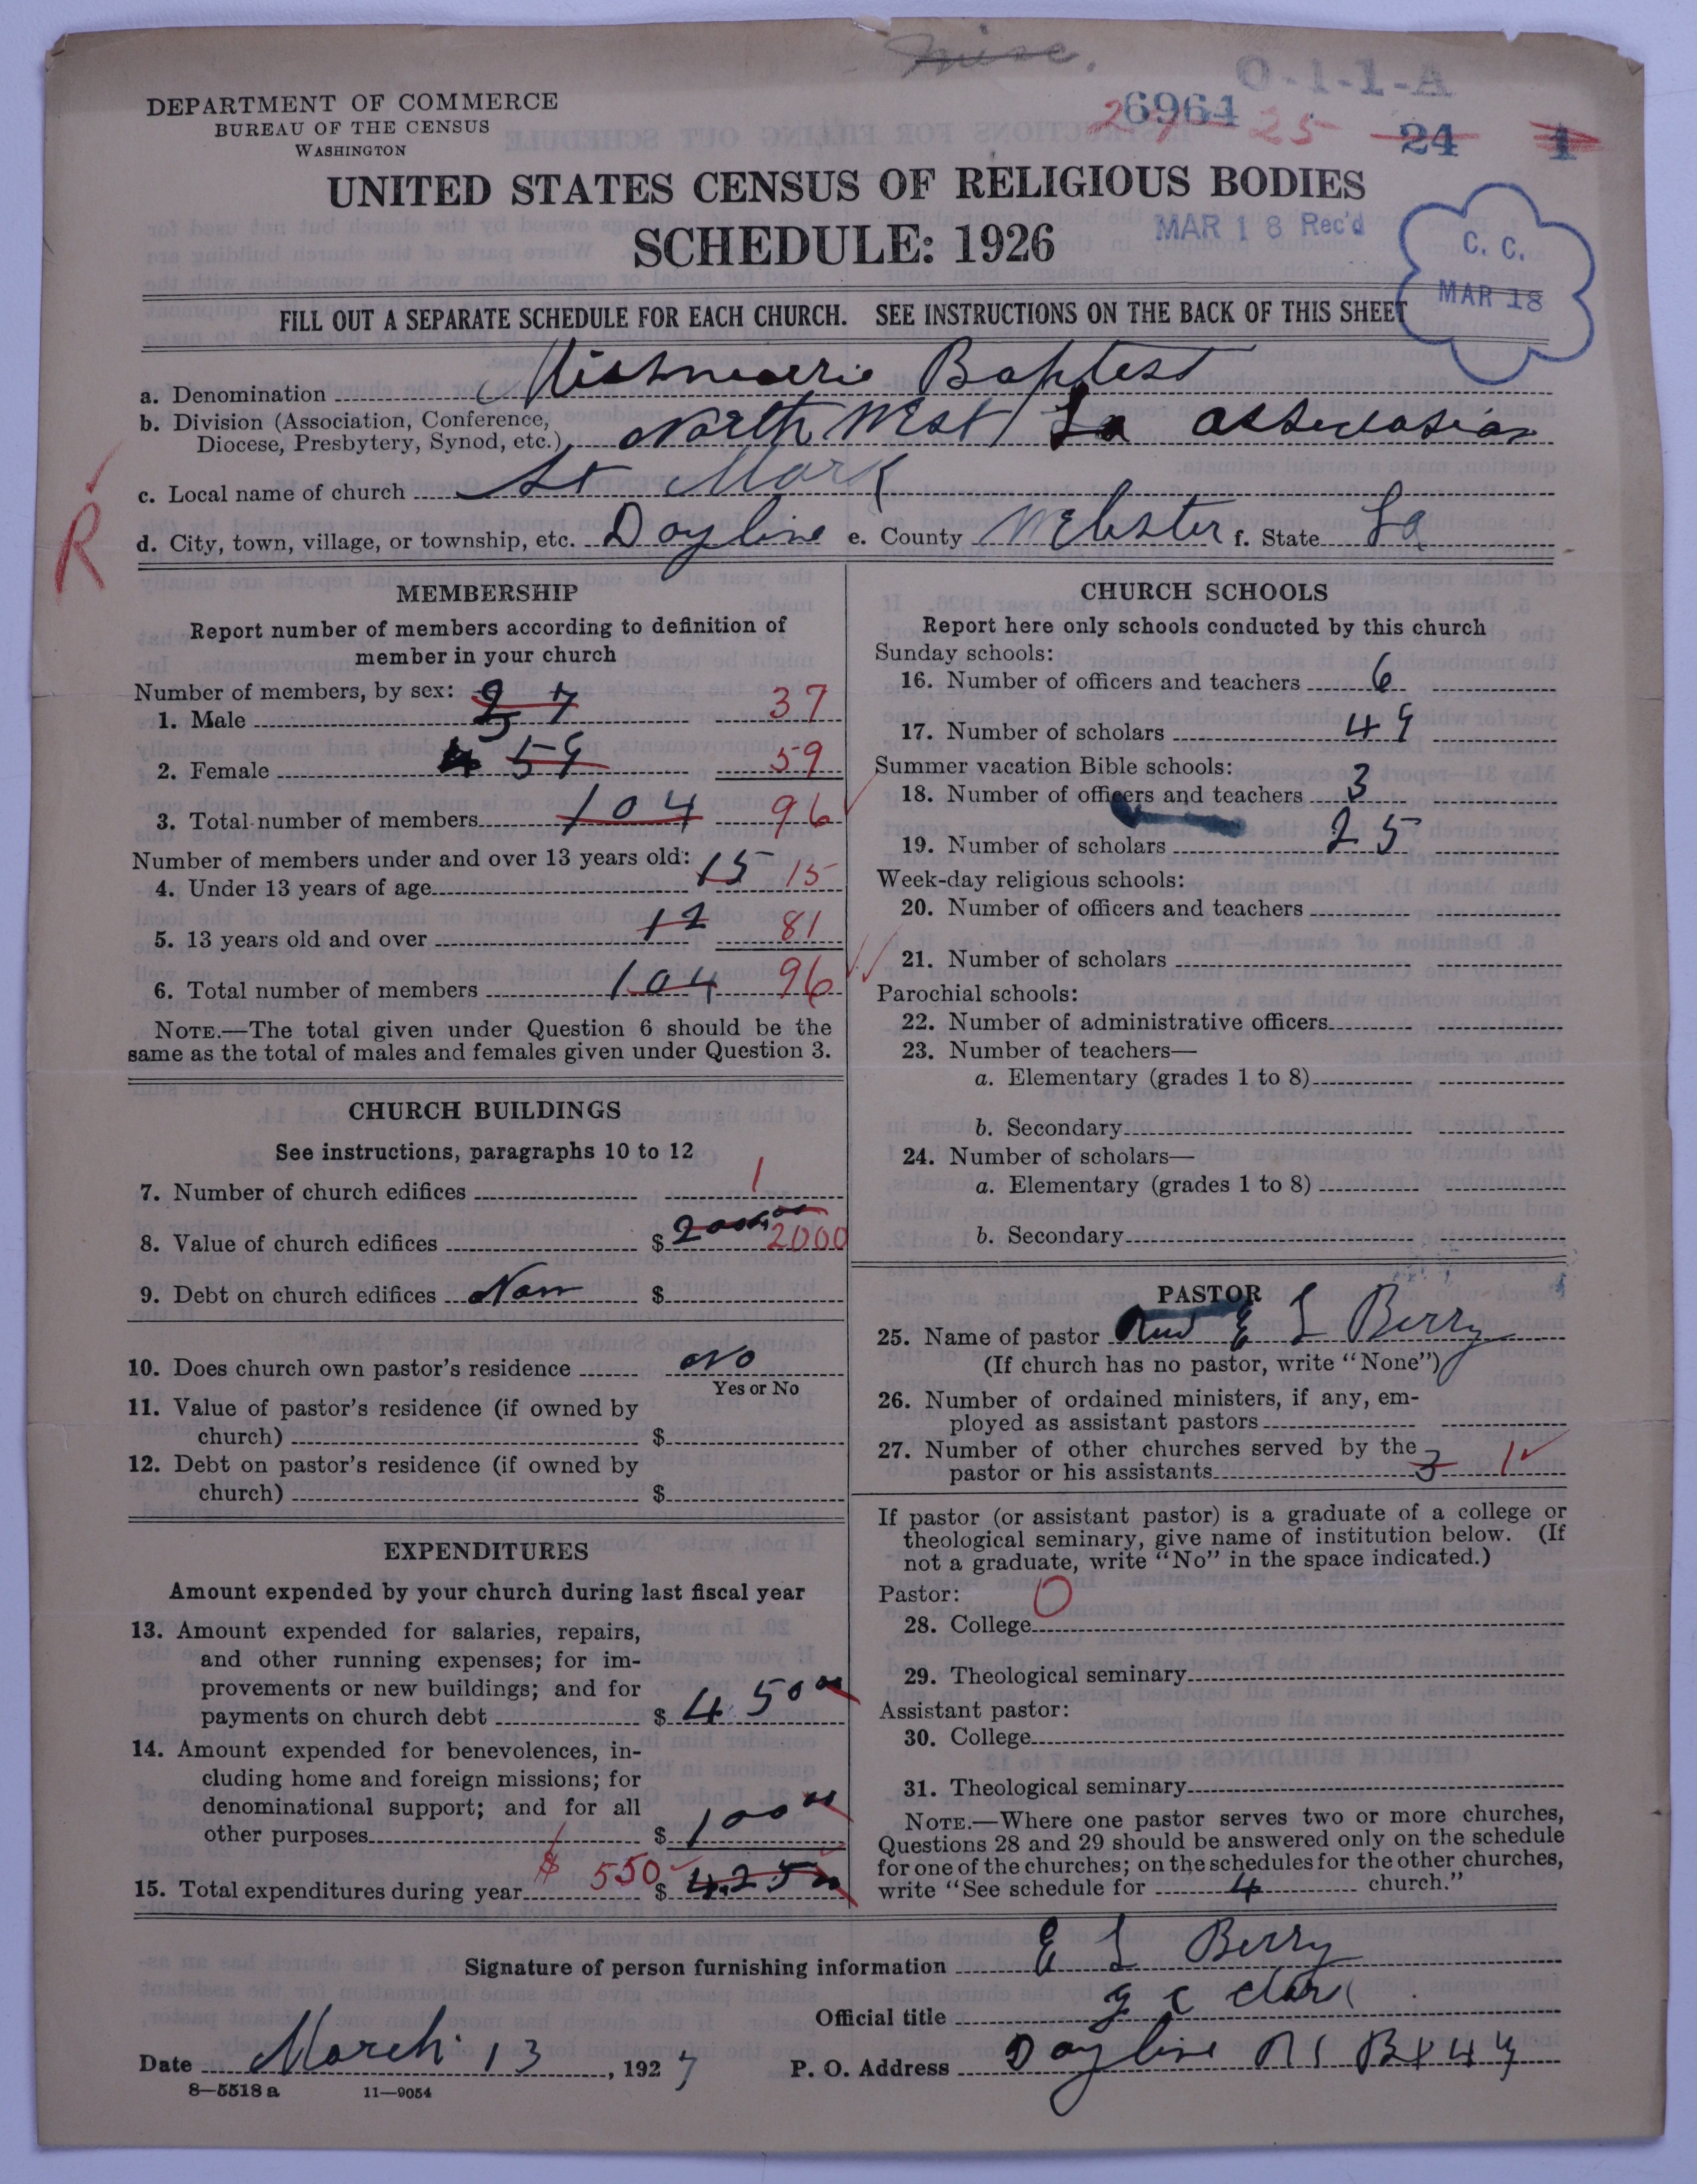 Misc.
O-1-1-A
26964 25 24 1
DEPARTMENT OF COMMERCE
BUREAU OF THE CENSUS
WASHINGTON
UNITED STATES CENSUS OF RELIGIOUS BODIES
SCHEDULE: 1926
MAR 18 Rec'd
C. C.
MAR 18
FILL OUT A SEPARATE SCHEDULE FOR EACH CHURCH. SEE INSTRUCTIONS ON THE BACK OF THIS SHEET
a. Denomination Baptest
b. Division (Association, Conference,
Diocese, Presbytery, Synod, etc.) North West La
c. Local name of church St Mark
R
d. City, town, village, or township, etc. Doyline e. County Webster f. State La
MEMBERSHIP
Report number of members according to definition of
member in your church
Number of members, by sex:
1. Male 37
2. Female 59 59
3. Total number of members 104 96
Number of members under and over 13 years old:
4. Under 13 years of age 15 15
5. 13 years old and over 12 81
6. Total number of members 104 96
NOTE.—The total given under Question 6 should be the
same as the total of males and females given under Question 3.
CHURCH BUILDINGS
See instructions, paragraphs 10 to 12
7. Number of church edifices 1
8. Value of church edifices $ 2000.00 2000
9. Debt on church edifices Non $
10. Does church own pastor's residence No
Yes or No
11. Value of pastor's residence (if owned by
church) $
12. Debt on pastor's residence (if owned by
church) $
EXPENDITURES
Amount expended by your church during last fiscal year
13. Amount expended for salaries, repairs,
and other running expenses; for im-
provements or new buildings; and for
payments on church debt $ 450 00
14. Amount expended for benevolences, in-
cluding home and foreign missions; for
denominational support; and for all
other purposes $ 100 00
15. Total expenditures during year $ 550 $ 425
CHURCH SCHOOLS
Report here only schools conducted by this church
Sunday schools:
16. Number of officers and teachers 6
17. Number of scholars 49
Summer vacation Bible schools:
18. Number of officers and teachers 3
19. Number of scholars 25
Week-day religious schools:
20. Number of officers and teachers
21. Number of scholars
Parochial schools:
22. Number of administrative officers
23. Number of teachers—
a. Elementary (grades 1 to 8)
b. Secondary
24. Number of scholars—
a. Elementary (grades 1 to 8)
b. Secondary
PASTOR
25. Name of pastor Rev E L Berry
(If church has no pastor, write "None")
26. Number of ordained ministers, if any, em-
ployed as assistant pastors
27. Number of other churches served by the
pastor or his assistants 3 1
If pastor (or assistant pastor) is a graduate of a college or
theological seminary, give name of institution below. (If
not a graduate, write "No" in the space indicated.)
Pastor: 0
28. College
29. Theological seminary
Assistant pastor:
30. College
31. Theological seminary
NOTE.—Where one pastor serves two or more churches,
Questions 28 and 29 should be answered only on the schedule
for one of the churches; on the schedules for the other churches,
write "See schedule for 4 church."
Signature of person furnishing information E L Berry
Official title g c clark
Date March 13, 1927 P. O. Address Doyline R 1 Bx 47
8—5518 a 11—9054